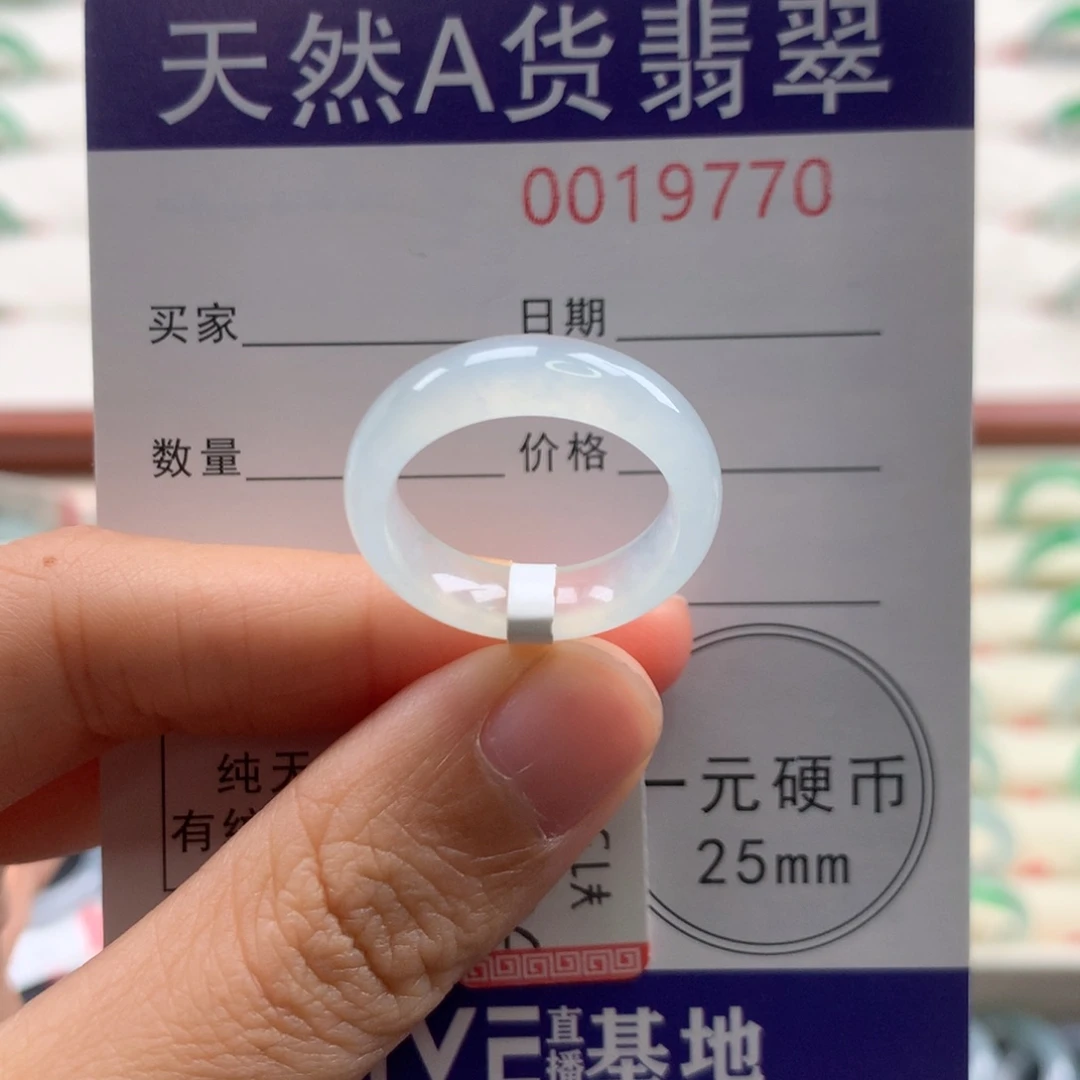 天然A货翡翠
0019770
买家 日期
数量 价格
纯天
有纹
一元硬币
25mm
直播基地